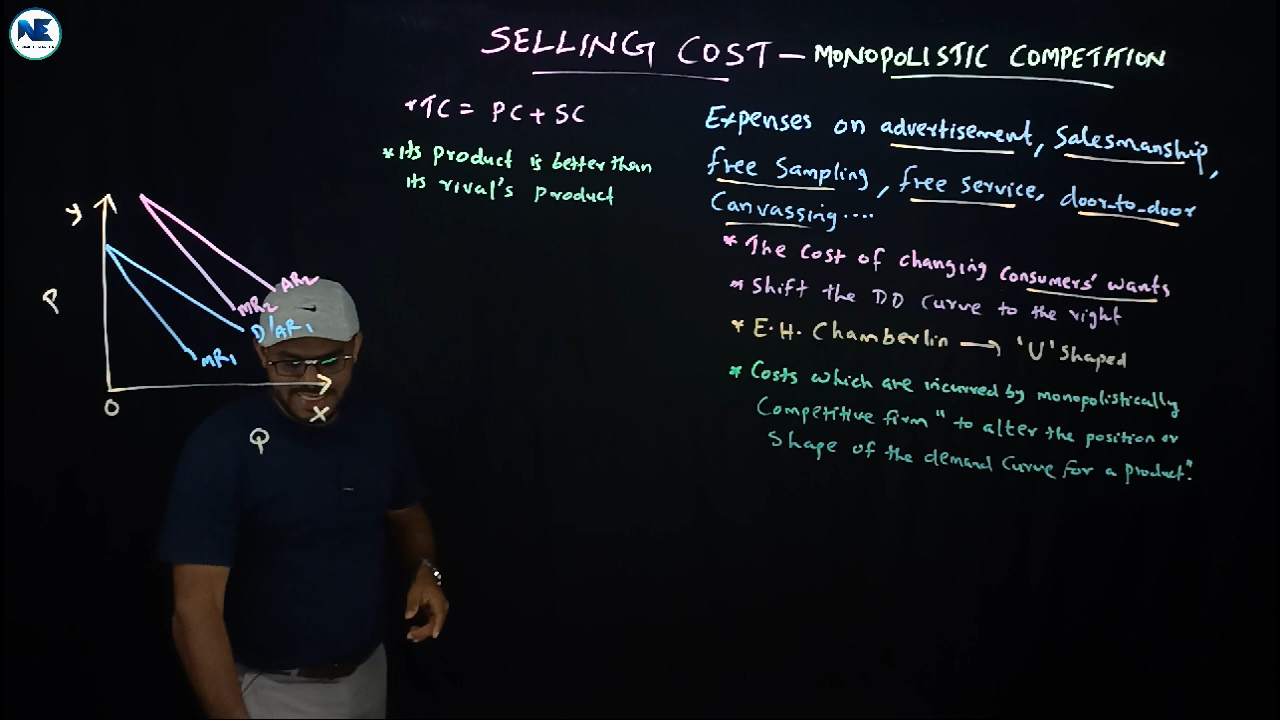 NE
SELLING COST – MONOPOLISTIC COMPETITION
*TC = PC + SC
* Its product is better than
its rival's product
Expenses on advertisement, Salesmanship,
free sampling, free service, door-to-door
Canvassing....
* The cost of changing consumers' wants
* Shift the DD curve to the right
* E.H. Chamberlin → 'U' shaped
* Costs which are incurred by monopolistically
Competitive firm "to alter the position or
Shape of the demand curve for a product".
y
P
AR2
MR2
D/AR1
MR1
O
X
Q